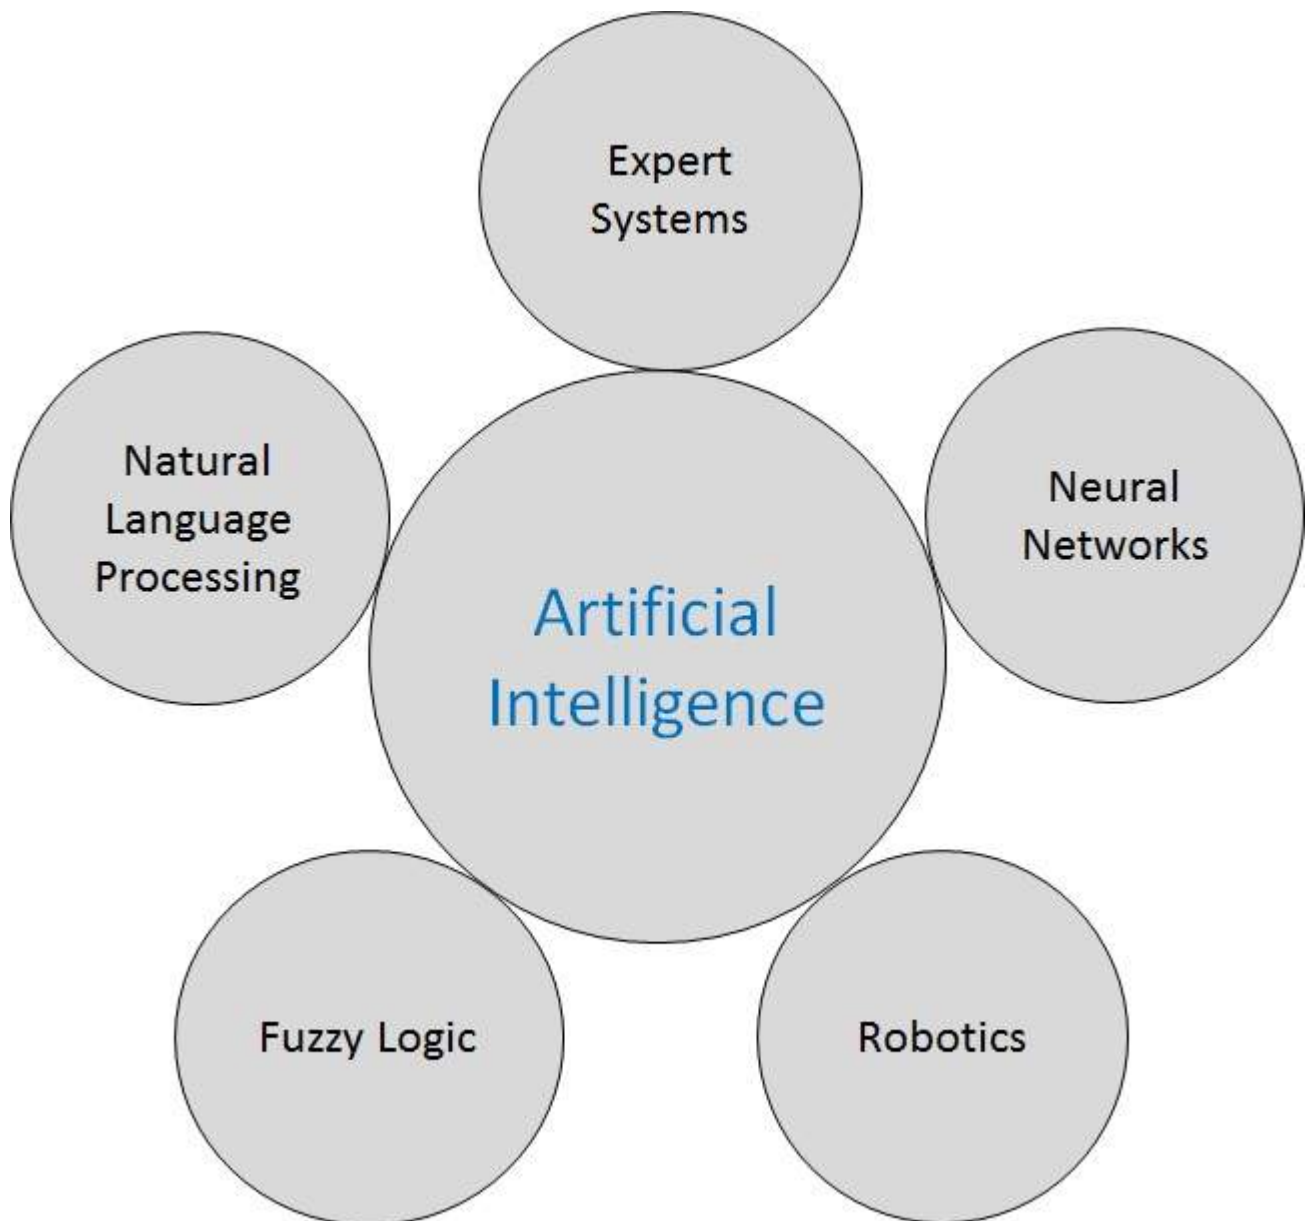 Expert
Systems
Natural
Language
Processing
Neural
Networks
Artificial
Intelligence
Fuzzy Logic
Robotics